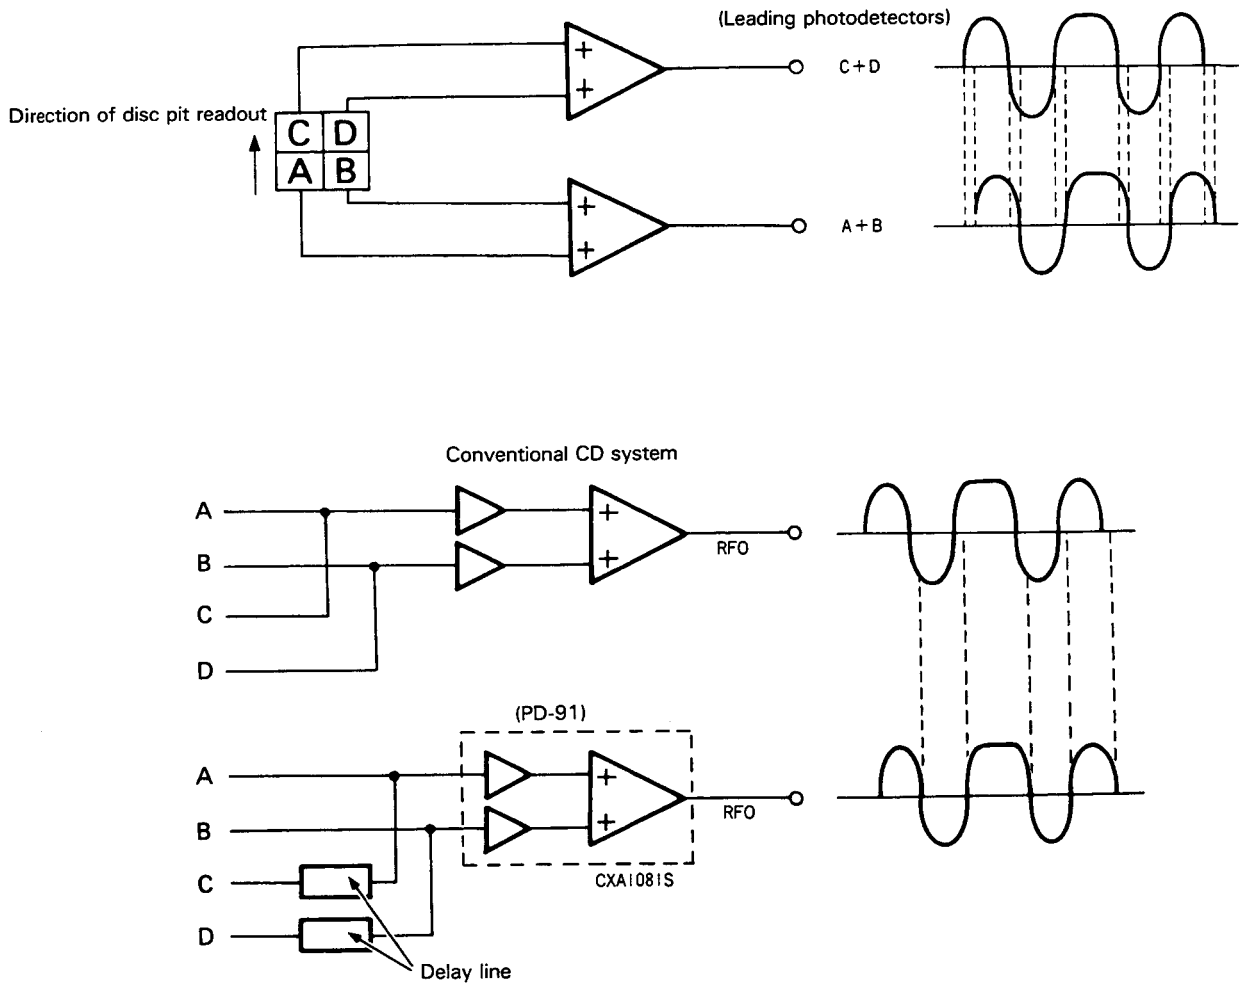 (Leading photodetectors)
+
+
C+D
Direction of disc pit readout
C D
A B
+
+
A+B
Conventional CD system
A
+
B
+
RFO
C
D
(PD-91)
A
+
B
+
RFO
C
CXA1081S
D
Delay line